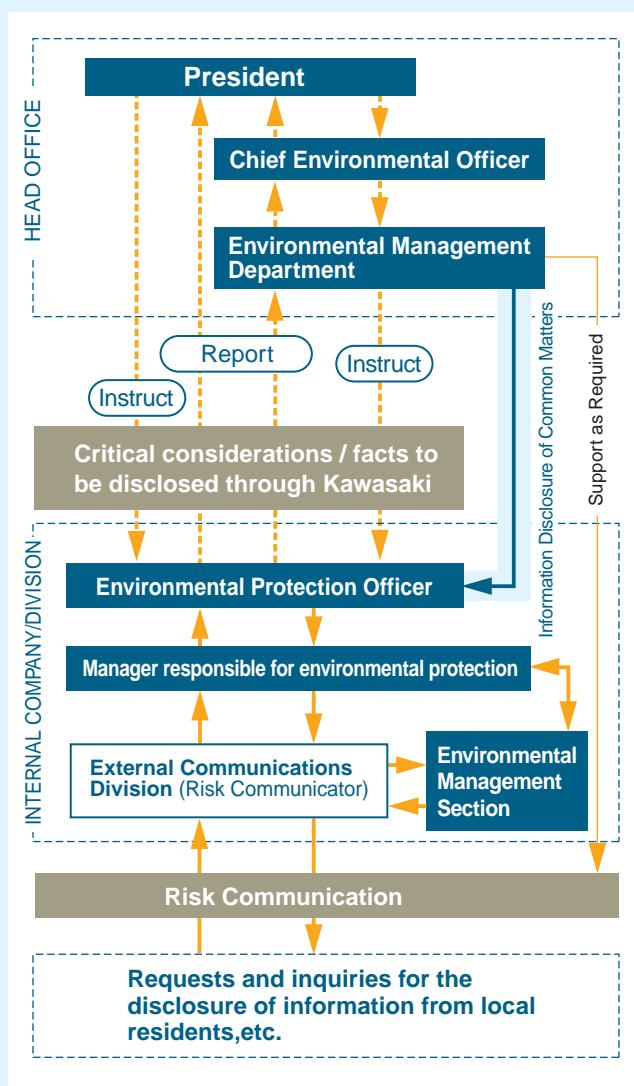 HEAD OFFICE
President
Chief Environmental Officer
Environmental Management
Department
Report
Instruct
Instruct
Information Disclosure of Common Matters
Support as Required
Critical considerations / facts to
be disclosed through Kawasaki
INTERNAL COMPANY/DIVISION
Environmental Protection Officer
Manager responsible for environmental protection
External Communications
Division (Risk Communicator)
Environmental
Management
Section
Risk Communication
Requests and inquiries for the
disclosure of information from local
residents,etc.